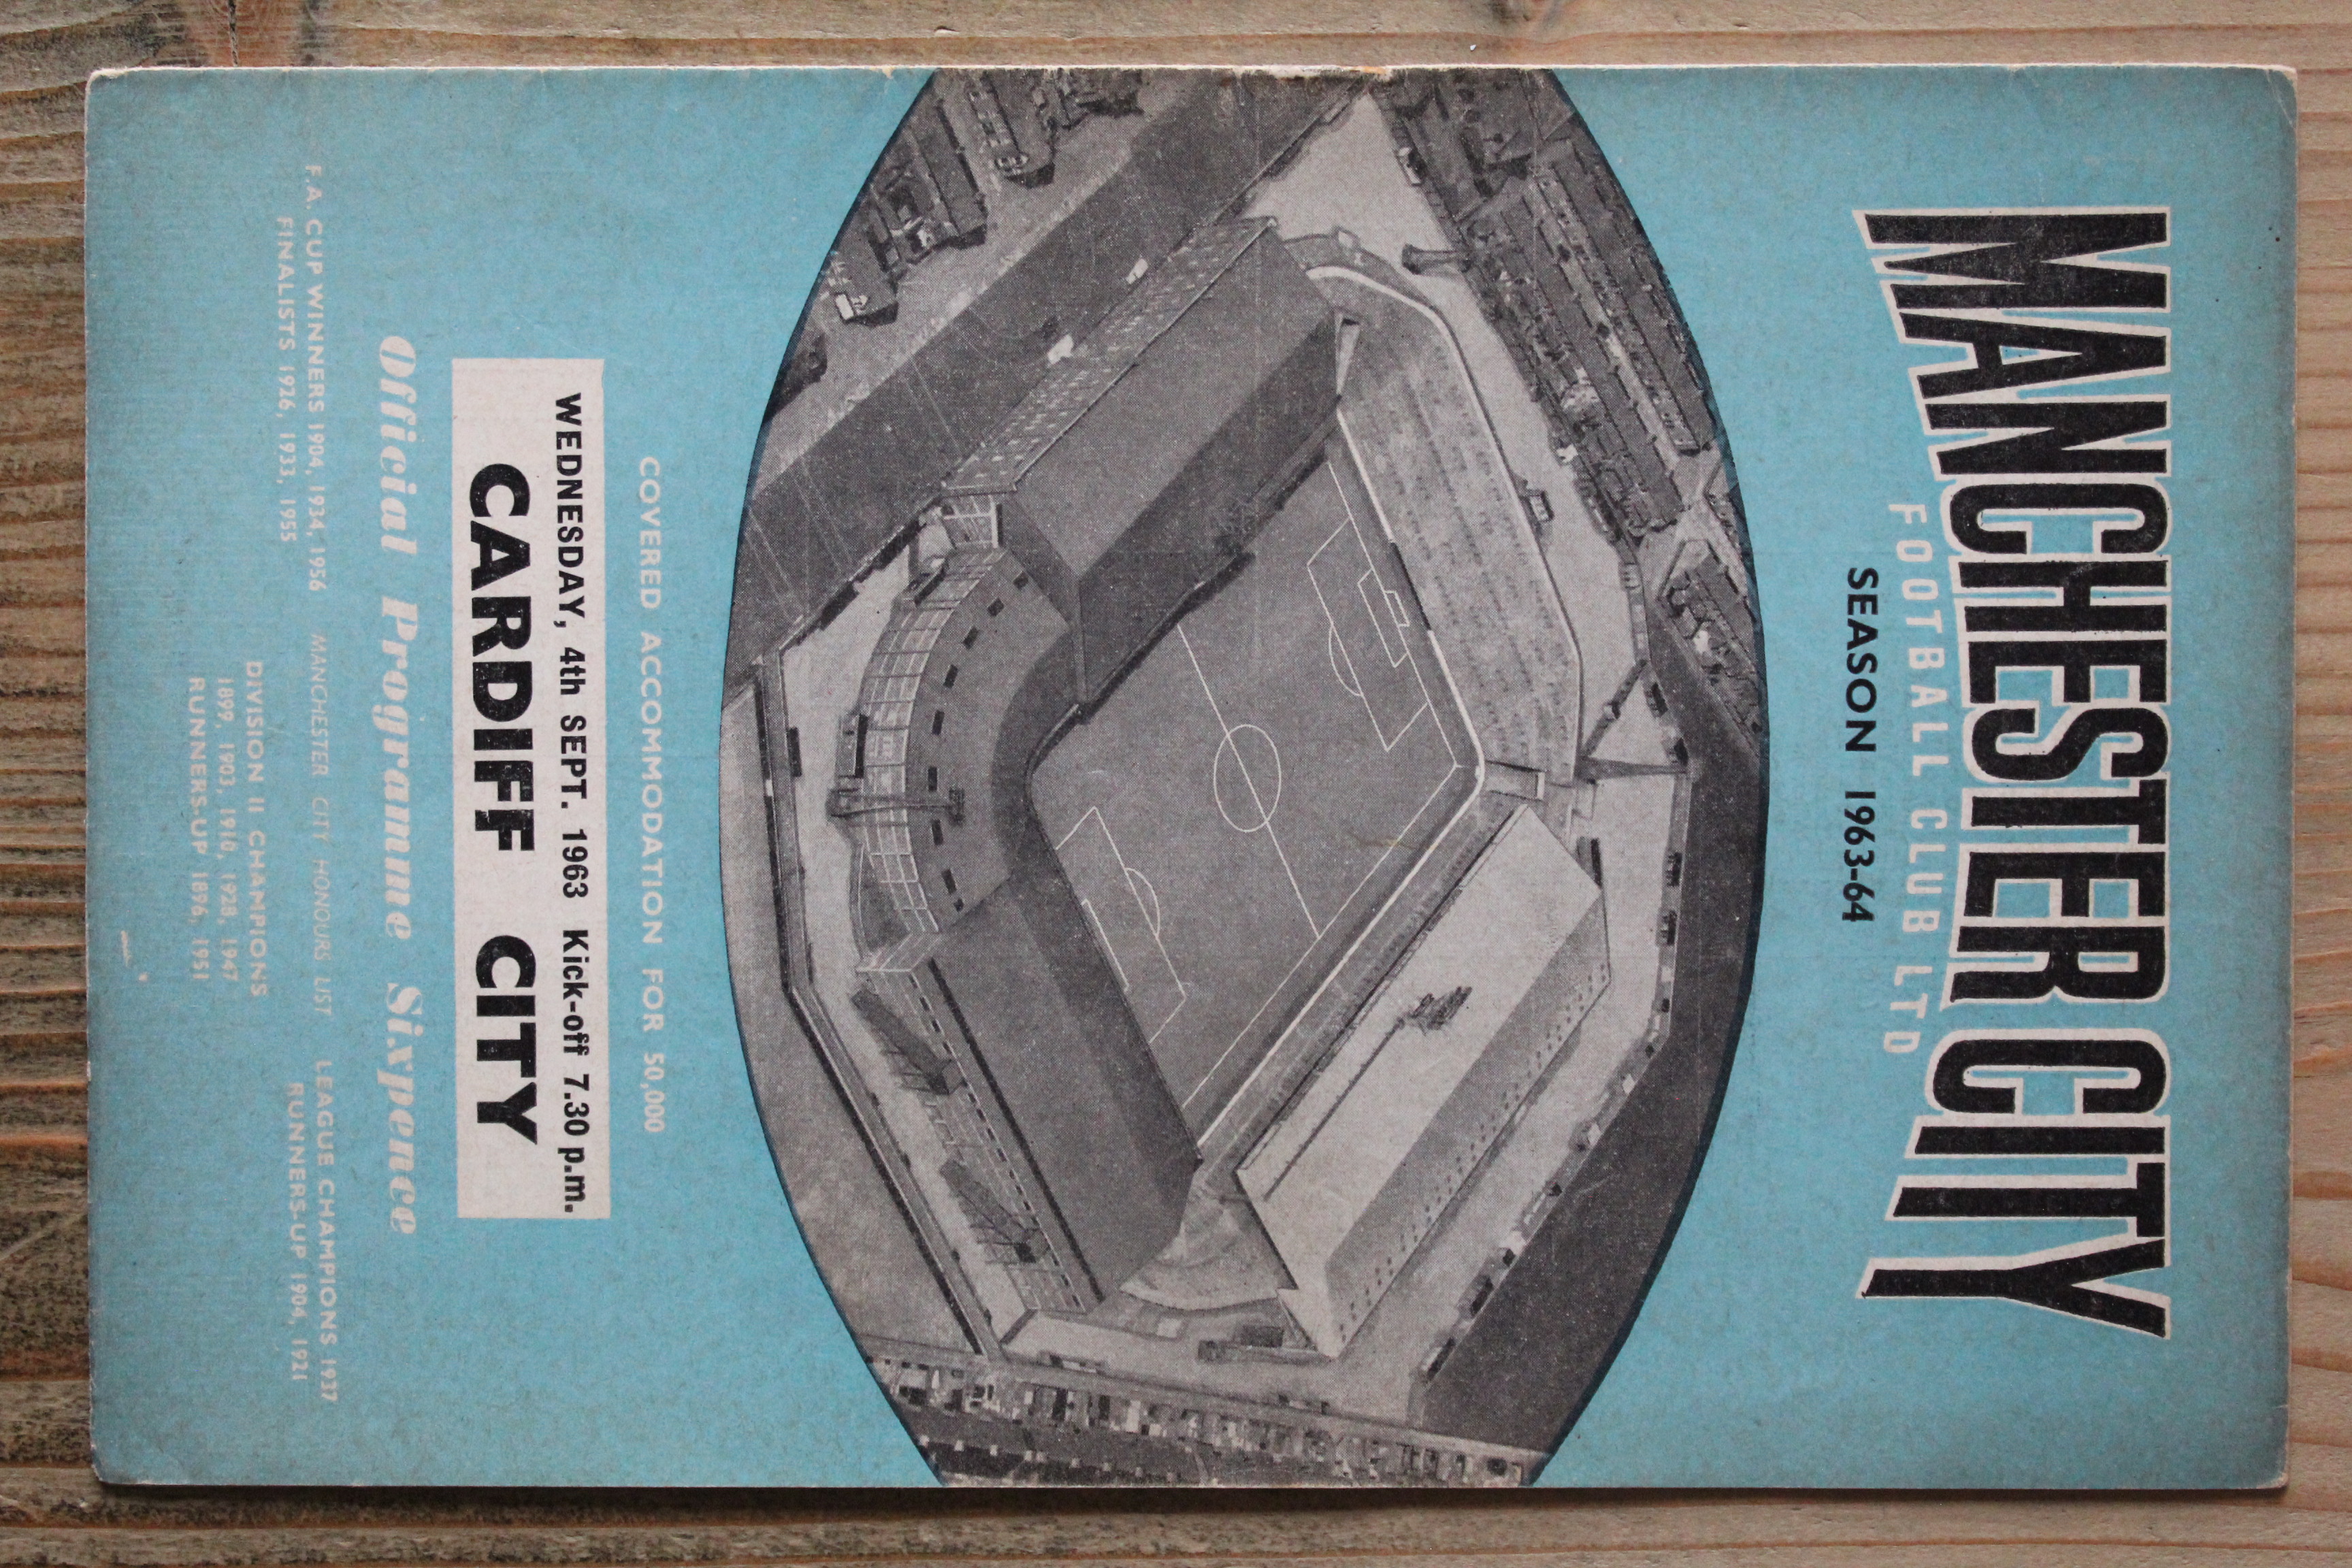 MANCHESTER CITY
FOOTBALL CLUB LTD
SEASON 1963-64
COVERED ACCOMMODATION FOR 50,000
WEDNESDAY, 4th SEPT. 1963 Kick-off 7.30 p.m.
CARDIFF CITY
Official Programme Sixpence
MANCHESTER CITY HONOURS LIST
F.A. CUP WINNERS 1904, 1934, 1956
FINALISTS 1926, 1933, 1955
LEAGUE CHAMPIONS 1937
RUNNERS-UP 1904, 1921
DIVISION II CHAMPIONS
1899, 1903, 1910, 1928, 1947
RUNNERS-UP 1896, 1951